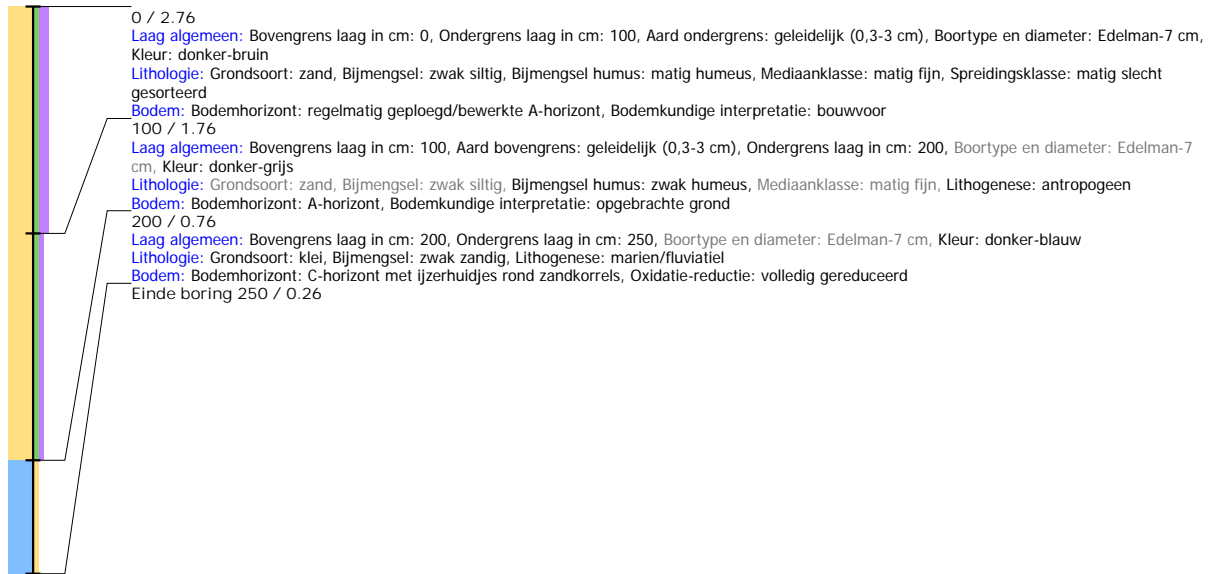 0 / 2.76
Laag algemeen: Bovengrens laag in cm: 0, Ondergrens laag in cm: 100, Aard ondergrens: geleidelijk (0,3-3 cm), Boortype en diameter: Edelman-7 cm,
Kleur: donker-bruin
Lithologie: Grondsoort: zand, Bijmengsel: zwak siltig, Bijmengsel humus: matig humeus, Mediaanklasse: matig fijn, Spreidingsklasse: matig slecht
gesorteerd
Bodem: Bodemhorizont: regelmatig geploegd/bewerkte A-horizont, Bodemkundige interpretatie: bouwvoor
100 / 1.76
Laag algemeen: Bovengrens laag in cm: 100, Aard bovengrens: geleidelijk (0,3-3 cm), Ondergrens laag in cm: 200, Boortype en diameter: Edelman-7
cm, Kleur: donker-grijs
Lithologie: Grondsoort: zand, Bijmengsel: zwak siltig, Bijmengsel humus: zwak humeus, Mediaanklasse: matig fijn, Lithogenese: antropogeen
Bodem: Bodemhorizont: A-horizont, Bodemkundige interpretatie: opgebrachte grond
200 / 0.76
Laag algemeen: Bovengrens laag in cm: 200, Ondergrens laag in cm: 250, Boortype en diameter: Edelman-7 cm, Kleur: donker-blauw
Lithologie: Grondsoort: klei, Bijmengsel: zwak zandig, Lithogenese: marien/fluviatiel
Bodem: Bodemhorizont: C-horizont met ijzerhuidjes rond zandkorrels, Oxidatie-reductie: volledig gereduceerd
Einde boring 250 / 0.26